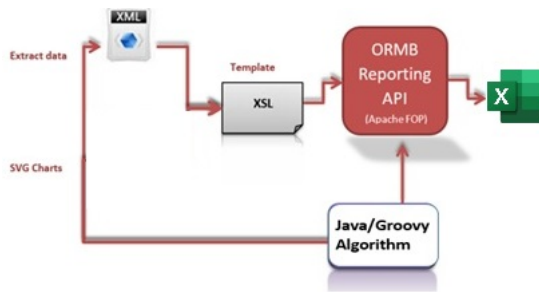 XML
Extract data
Template
XSL
ORMB
Reporting
API
(Apache FOP)
X
SVG Charts
Java/Groovy
Algorithm